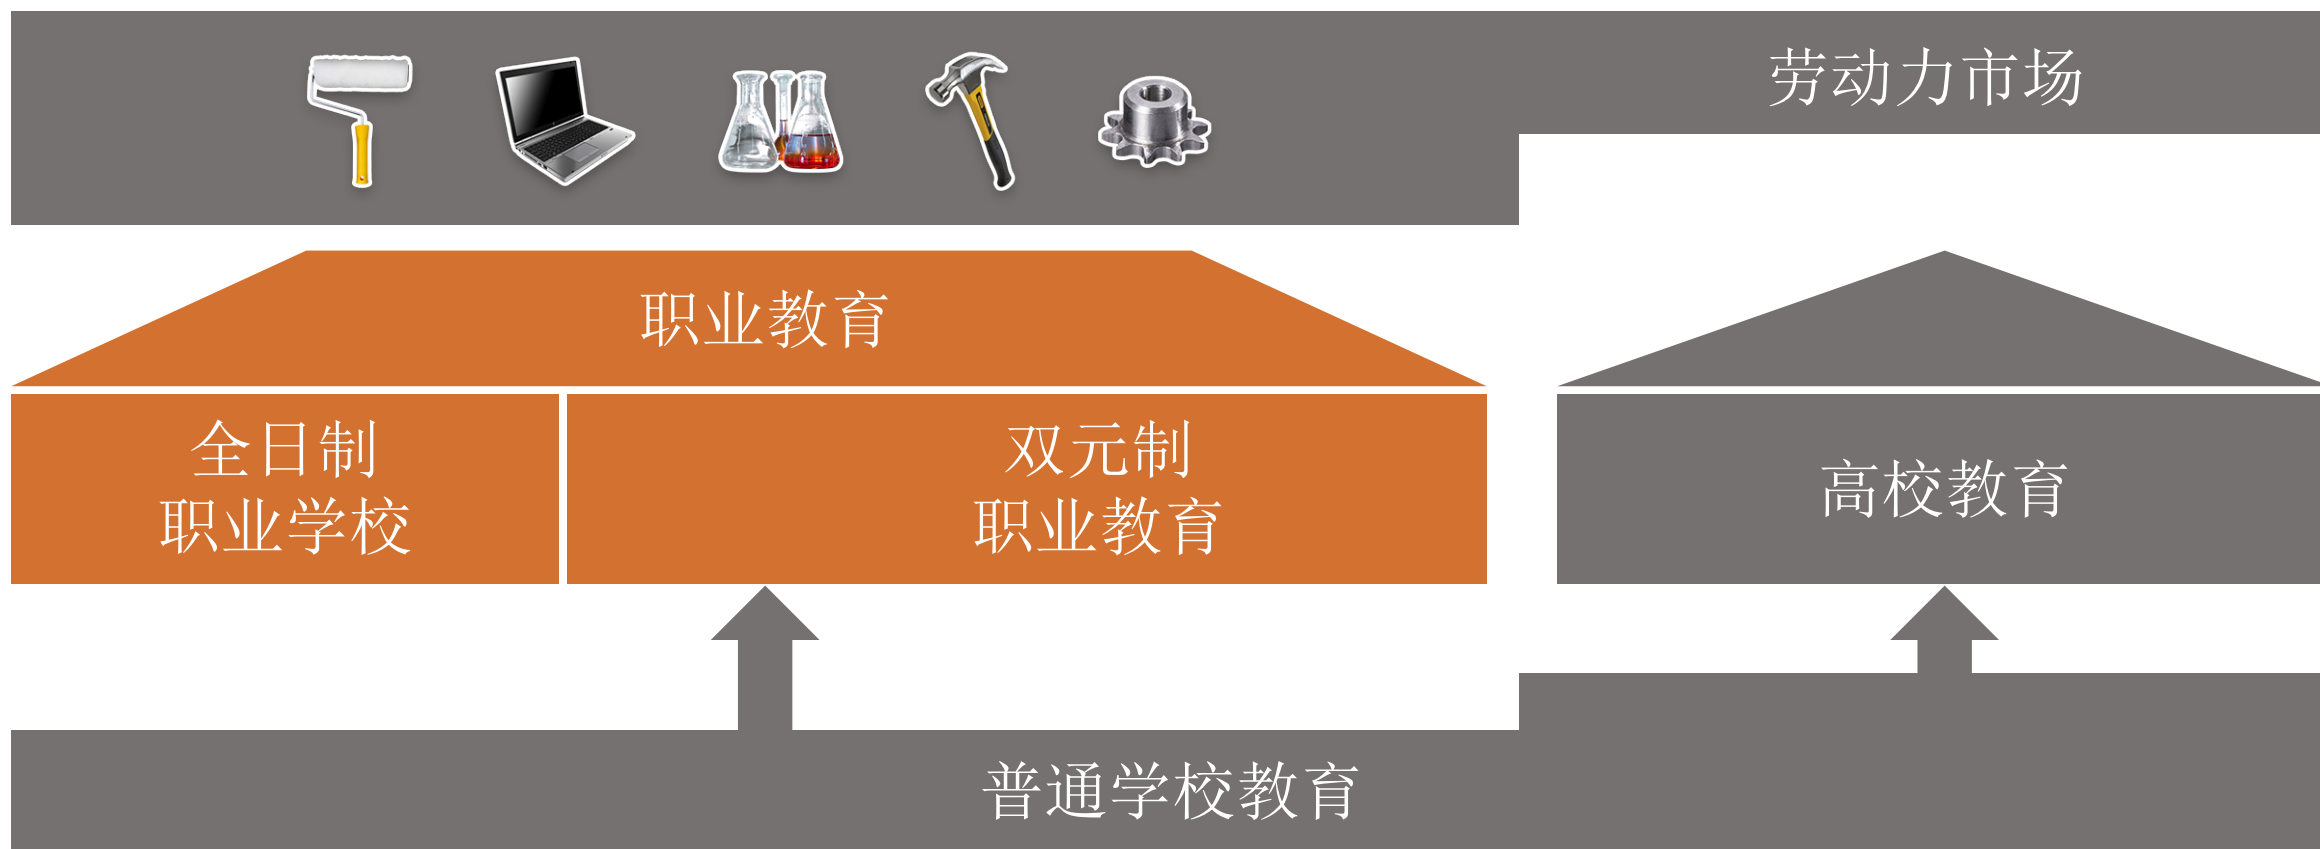 劳动力市场
职业教育
全日制
职业学校
双元制
职业教育
高校教育
普通学校教育